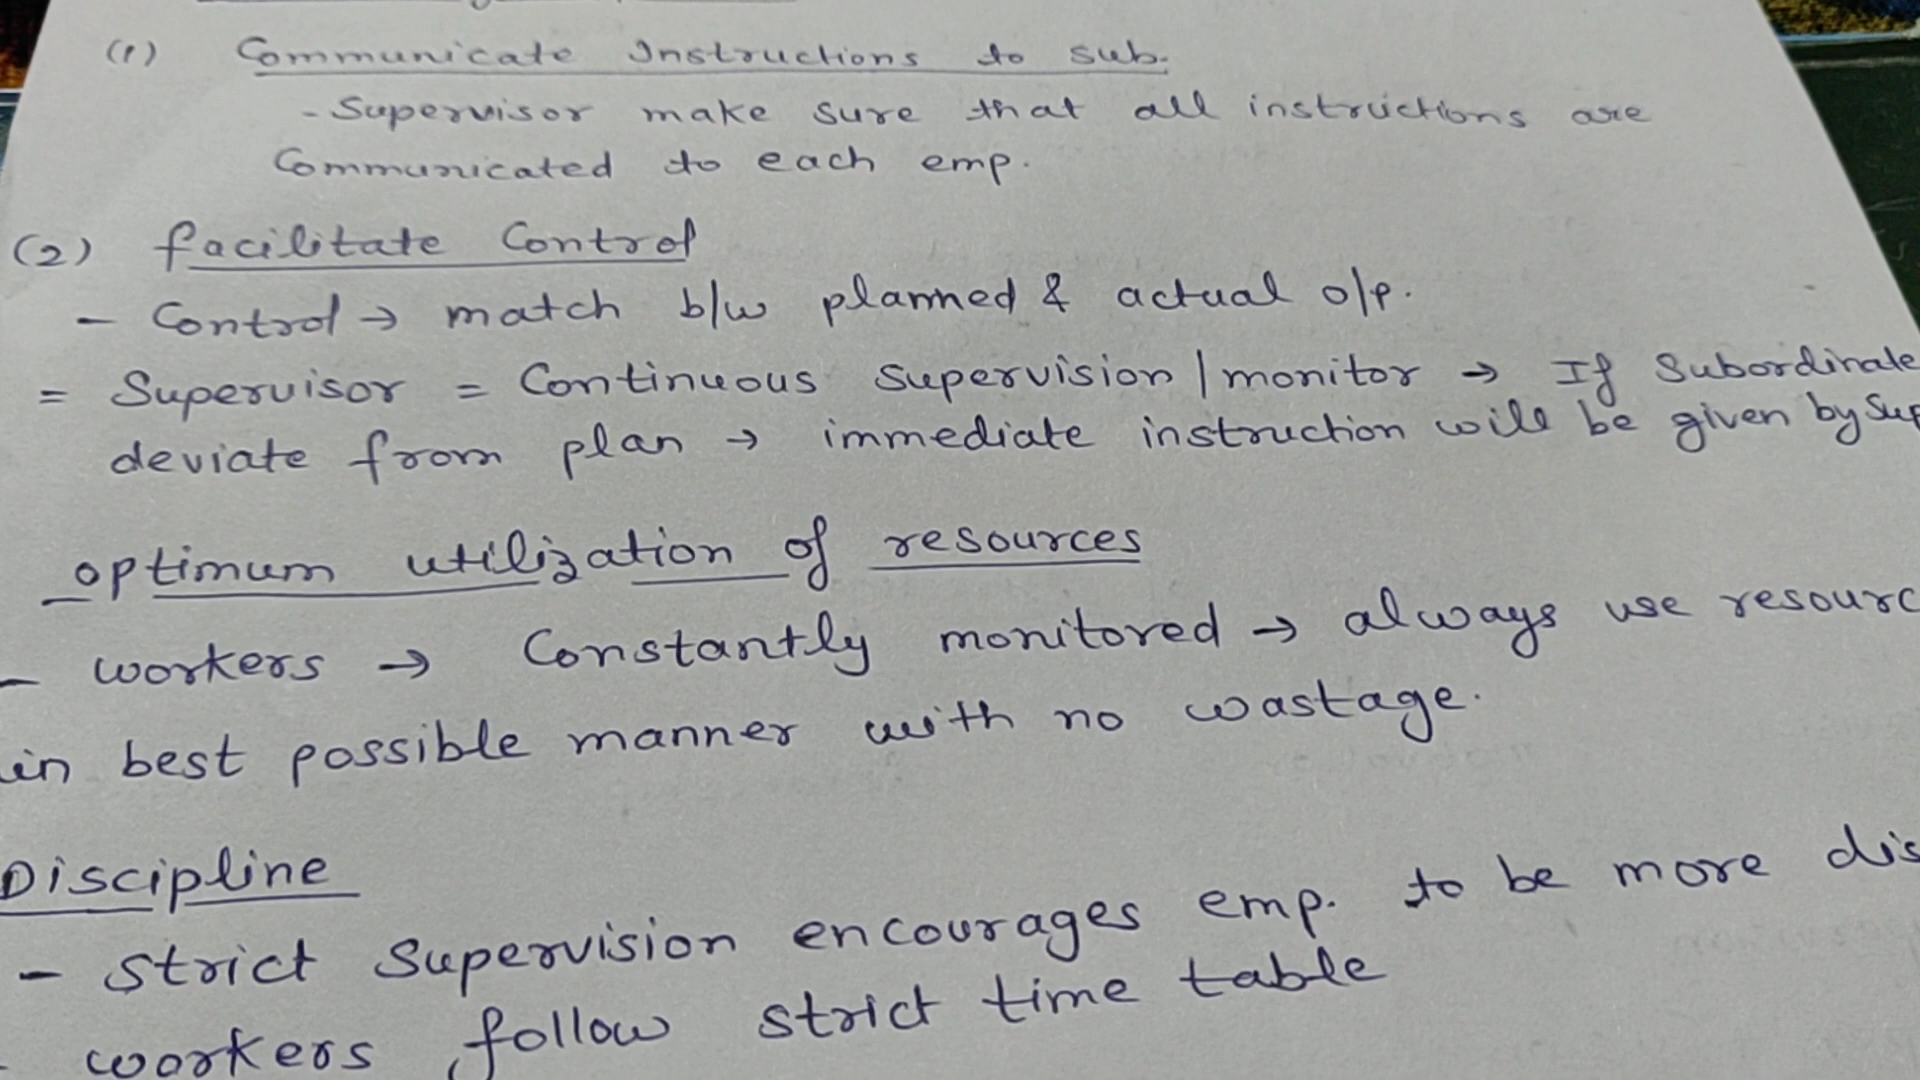 (1) Communicate Instructions to sub.
- Supervisor make sure that all instructions are
Communicated to each emp.
(2) facilitate Control
- Control → match b/w planned & actual o/p.
= Supervisor = Continuous supervision / monitor → If Subordinate
deviate from plan → immediate instruction will be given by Sup
optimum utilization of resources
- workers → Constantly monitored → always use resourc
in best possible manner with no wastage.
Discipline
- strict supervision encourages emp. to be more dis
- workers follow strict time table